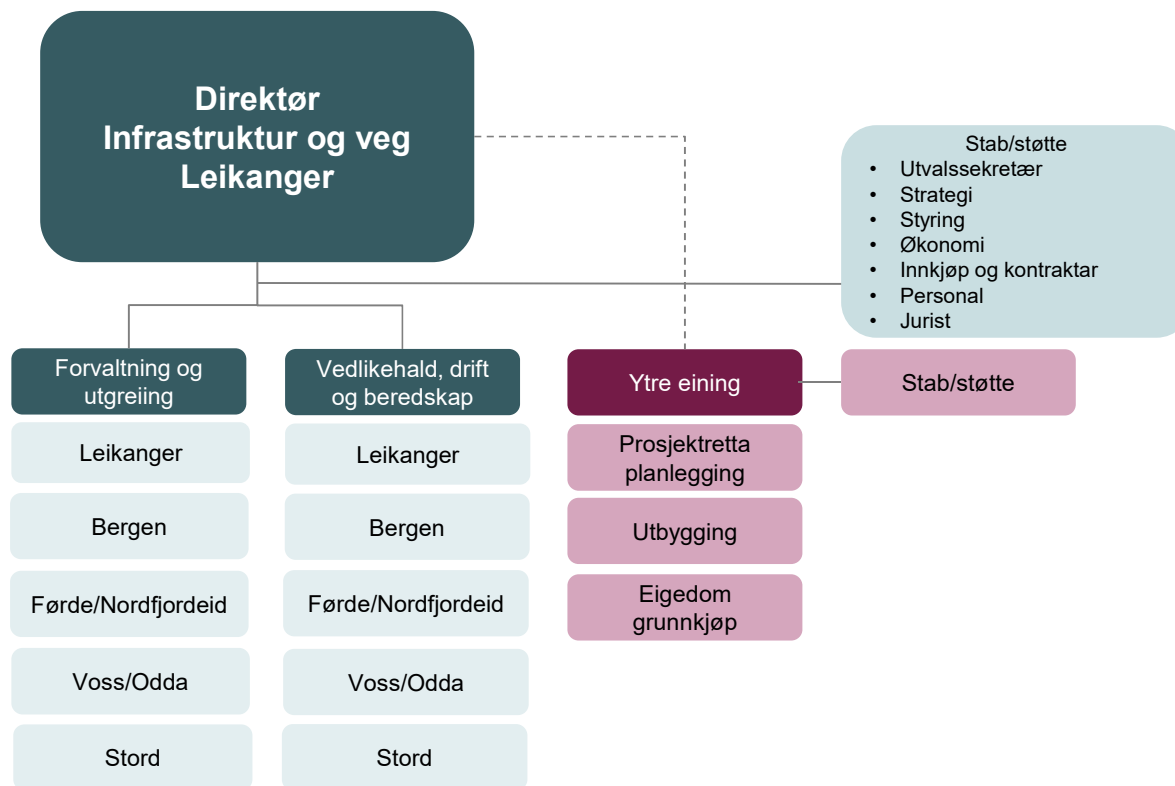 Direktør
Infrastruktur og veg
Leikanger
Stab/støtte
• Utvalssekretær
• Strategi
• Styring
• Økonomi
• Innkjøp og kontraktar
• Personal
• Jurist
Forvaltning og
utgreiing
Leikanger
Bergen
Førde/Nordfjordeid
Voss/Odda
Stord
Vedlikehald, drift
og beredskap
Leikanger
Bergen
Førde/Nordfjordeid
Voss/Odda
Stord
Ytre eining
Prosjektretta
planlegging
Utbygging
Eigedom
grunnkjøp
Stab/støtte